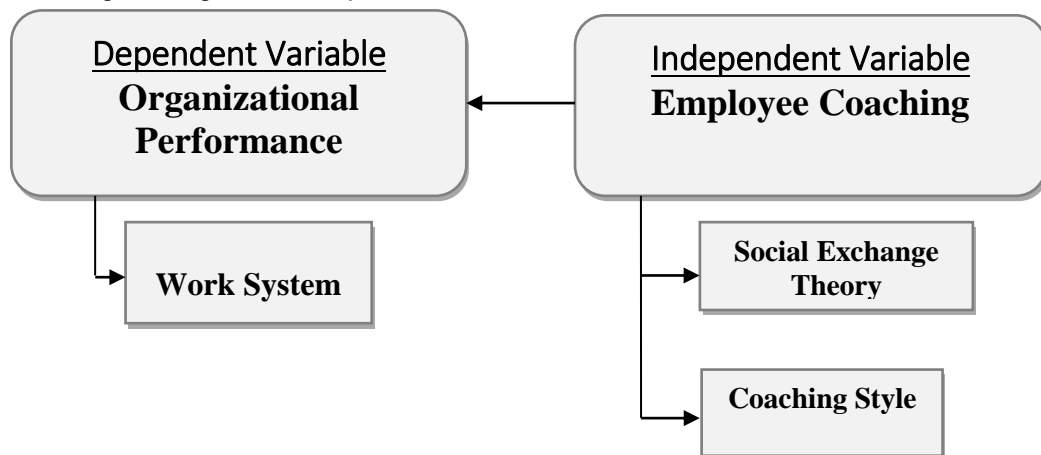 Dependent Variable
Organizational
Performance
Independent Variable
Employee Coaching
Work System
Social Exchange
Theory
Coaching Style